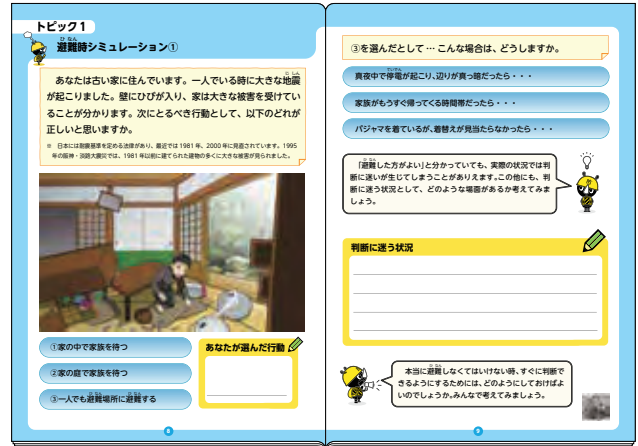 トピック1
ひ なん
避難時シミュレーション①
じ しん
あなたは古い家に住んでいます。一人でいる時に大きな地震
が起こりました。壁にひびが入り、家は大きな被害を受けてい
ることが分かります。次にとるべき行動として、以下のどれが
正しいと思いますか。
※ 日本には耐震基準を定める法律があり、最近では1981年、2000年に見直されています。1995
年の阪神・淡路大震災では、1981年以前に建てられた建物の多くに大きな被害が見られました。
①家の中で家族を待つ
②家の庭で家族を待つ
ひ なん ひ なん
③一人でも避難場所に避難する
あなたが選んだ行動
8
③を選んだとして…こんな場合は、どうしますか。
ていでん
真夜中で停電が起こり、辺りが真っ暗だったら・・・
家族がもうすぐ帰ってくる時間帯だったら・・・
パジャマを着ているが、着替えが見当たらなかったら・・・
ひ なん
「避難した方がよい」と分かっていても、実際の状況では判
断に迷いが生じてしまうことがありえます。この他にも、判
断に迷う状況として、どのような場面があるか考えてみま
しょう。
判断に迷う状況
ひ なん
本当に避難しなくてはいけない時、すぐに判断で
きるようにするためには、どのようにしておけばよ
いのでしょうか。みんなで考えてみましょう。
9